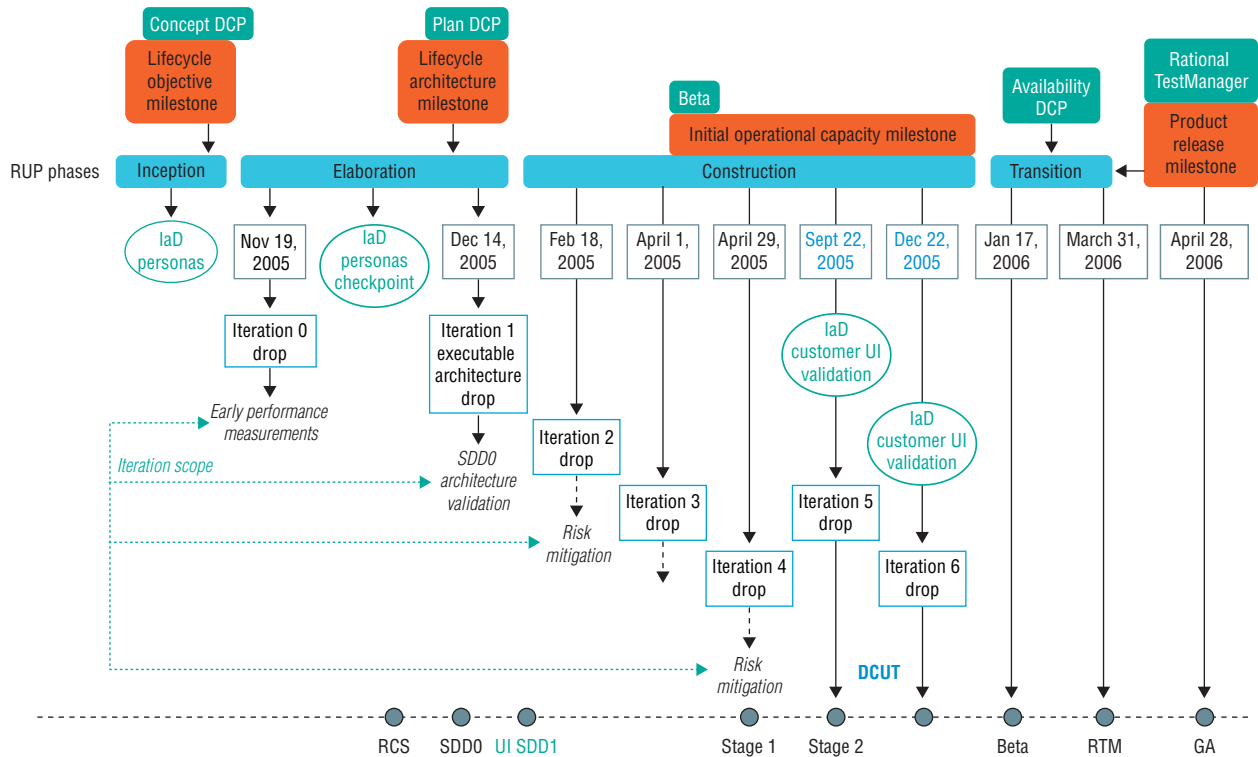 Concept DCP
Lifecycle
objective
milestone
Plan DCP
Lifecycle
architecture
milestone
Beta
Initial operational capacity milestone
Availability
DCP
Rational
TestManager
Product
release
milestone
RUP phases
Inception
Elaboration
Construction
Transition
IaD
personas
Nov 19,
2005
IaD
personas
checkpoint
Dec 14,
2005
Feb 18,
2005
April 1,
2005
April 29,
2005
Sept 22,
2005
Dec 22,
2005
Jan 17,
2006
March 31,
2006
April 28,
2006
Iteration 0
drop
Iteration 1
executable
architecture
drop
IaD
customer UI
validation
Early performance
measurements
Iteration 2
drop
IaD
customer UI
validation
Iteration scope
SDD0
architecture
validation
Iteration 3
drop
Iteration 5
drop
Risk
mitigation
Iteration 4
drop
Iteration 6
drop
Risk
mitigation
DCUT
RCS
SDD0
UI SDD1
Stage 1
Stage 2
Beta
RTM
GA